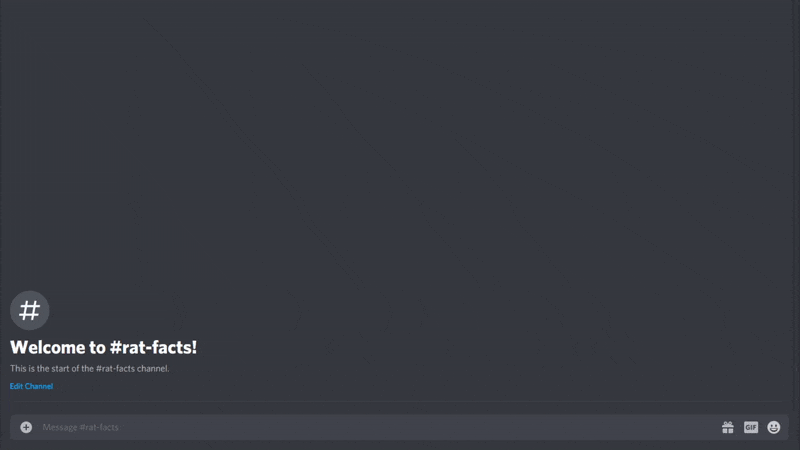 #
Welcome to #rat-facts!
This is the start of the #rat-facts channel.
Edit Channel
Message #rat-facts
GIF